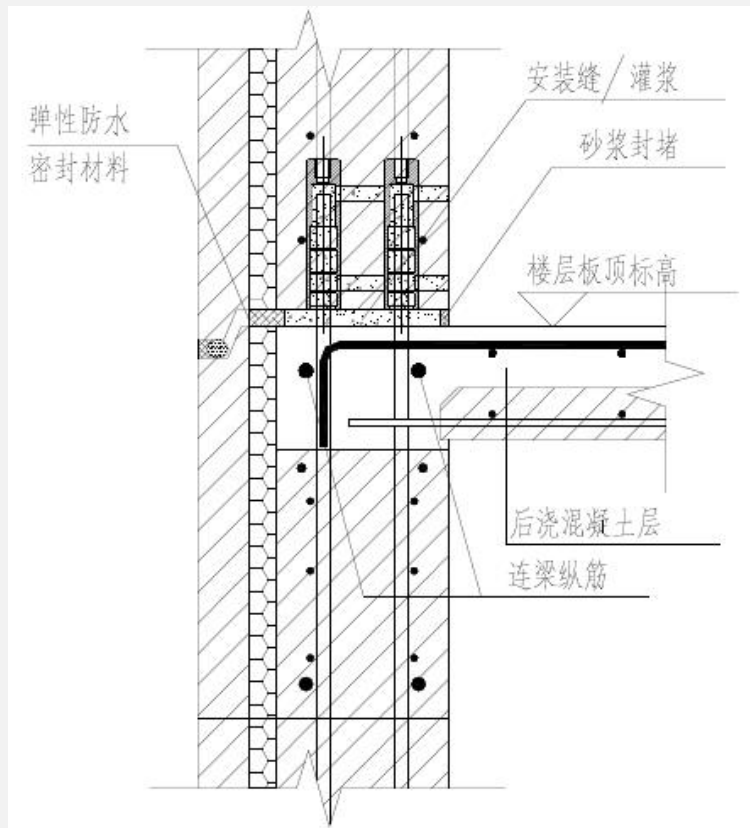 安装缝/灌浆
弹性防水
密封材料
砂浆封堵
楼层板顶标高
后浇混凝土层
连梁纵筋